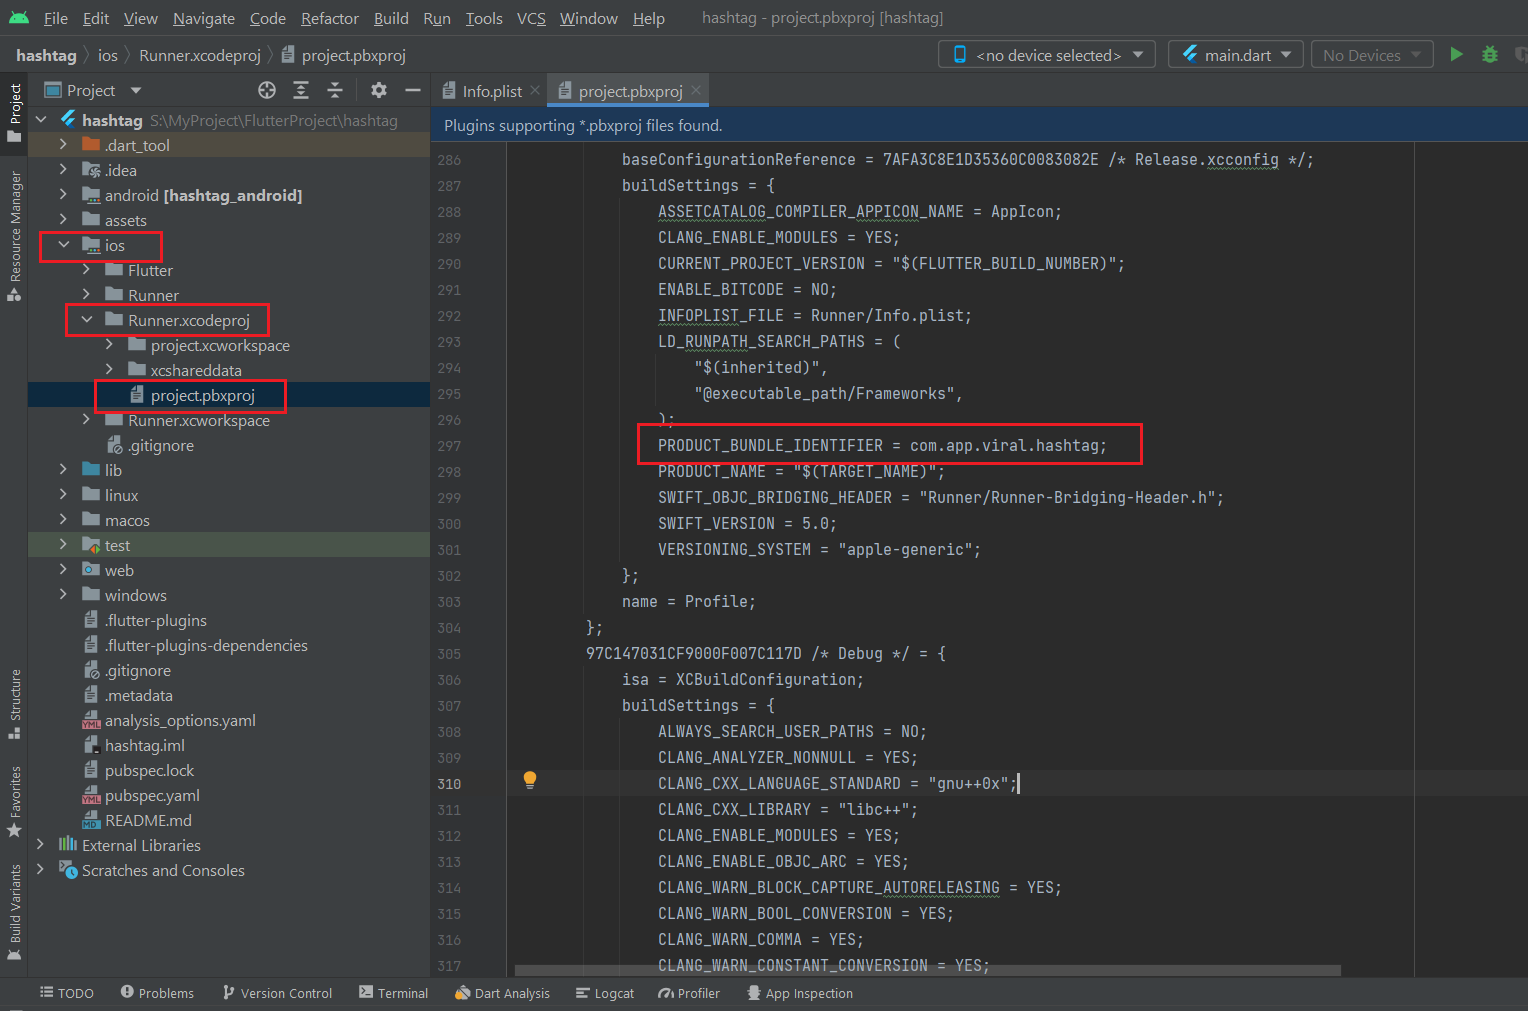 File Edit View Navigate Code Refactor Build Run Tools VCS Window Help hashtag - project.pbxproj [hashtag]
hashtag ios Runner.xcodeproj project.pbxproj <no device selected> main.dart No Devices
Project
Resource Manager
Structure
Favorites
Build Variants
Project
hashtag S:\MyProject\FlutterProject\hashtag
.dart_tool
.idea
android [hashtag_android]
assets
ios
Flutter
Runner
Runner.xcodeproj
project.xcworkspace
xcshareddata
project.pbxproj
Runner.xcworkspace
.gitignore
lib
linux
macos
test
web
windows
.flutter-plugins
.flutter-plugins-dependencies
.gitignore
.metadata
analysis_options.yaml
hashtag.iml
pubspec.lock
pubspec.yaml
README.md
External Libraries
Scratches and Consoles
Info.plist project.pbxproj
Plugins supporting *.pbxproj files found.
286 baseConfigurationReference = 7AFA3C8E1D35360C0083082E /* Release.xcconfig */;
287 buildSettings = {
288 ASSETCATALOG_COMPILER_APPICON_NAME = AppIcon;
289 CLANG_ENABLE_MODULES = YES;
290 CURRENT_PROJECT_VERSION = "$(FLUTTER_BUILD_NUMBER)";
291 ENABLE_BITCODE = NO;
292 INFOPLIST_FILE = Runner/Info.plist;
293 LD_RUNPATH_SEARCH_PATHS = (
294 "$(inherited)",
295 "@executable_path/Frameworks",
296 );
297 PRODUCT_BUNDLE_IDENTIFIER = com.app.viral.hashtag;
298 PRODUCT_NAME = "$(TARGET_NAME)";
299 SWIFT_OBJC_BRIDGING_HEADER = "Runner/Runner-Bridging-Header.h";
300 SWIFT_VERSION = 5.0;
301 VERSIONING_SYSTEM = "apple-generic";
302 };
303 name = Profile;
304 };
305 97C147031CF9000F007C117D /* Debug */ = {
306 isa = XCBuildConfiguration;
307 buildSettings = {
308 ALWAYS_SEARCH_USER_PATHS = NO;
309 CLANG_ANALYZER_NONNULL = YES;
310 CLANG_CXX_LANGUAGE_STANDARD = "gnu++0x";
311 CLANG_CXX_LIBRARY = "libc++";
312 CLANG_ENABLE_MODULES = YES;
313 CLANG_ENABLE_OBJC_ARC = YES;
314 CLANG_WARN_BLOCK_CAPTURE_AUTORELEASING = YES;
315 CLANG_WARN_BOOL_CONVERSION = YES;
316 CLANG_WARN_COMMA = YES;
317 CLANG_WARN_CONSTANT_CONVERSION = YES;
TODO Problems Version Control Terminal Dart Analysis Logcat Profiler App Inspection